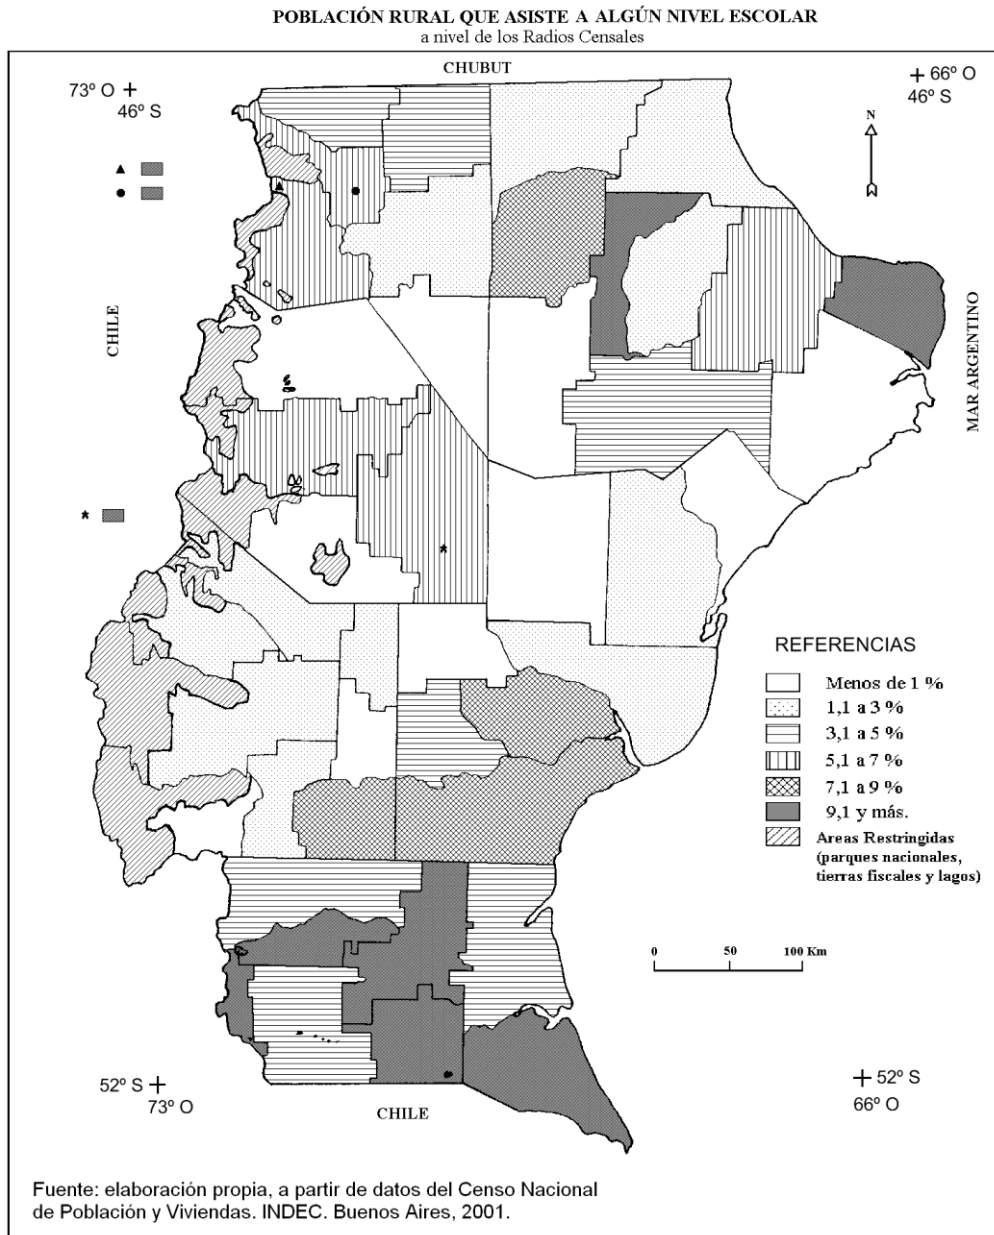 POBLACIÓN RURAL QUE ASISTE A ALGÚN NIVEL ESCOLAR
a nivel de los Radios Censales
CHUBUT
73º O
46º S
66º O
46º S
N
CHILE
MAR ARGENTINO
REFERENCIAS
Menos de 1 %
1,1 a 3 %
3,1 a 5 %
5,1 a 7 %
7,1 a 9 %
9,1 y más.
Areas Restringidas
(parques nacionales,
tierras fiscales y lagos)
0 50 100 Km
52º S
73º O
CHILE
52º S
66º O
Fuente: elaboración propia, a partir de datos del Censo Nacional
de Población y Viviendas. INDEC. Buenos Aires, 2001.